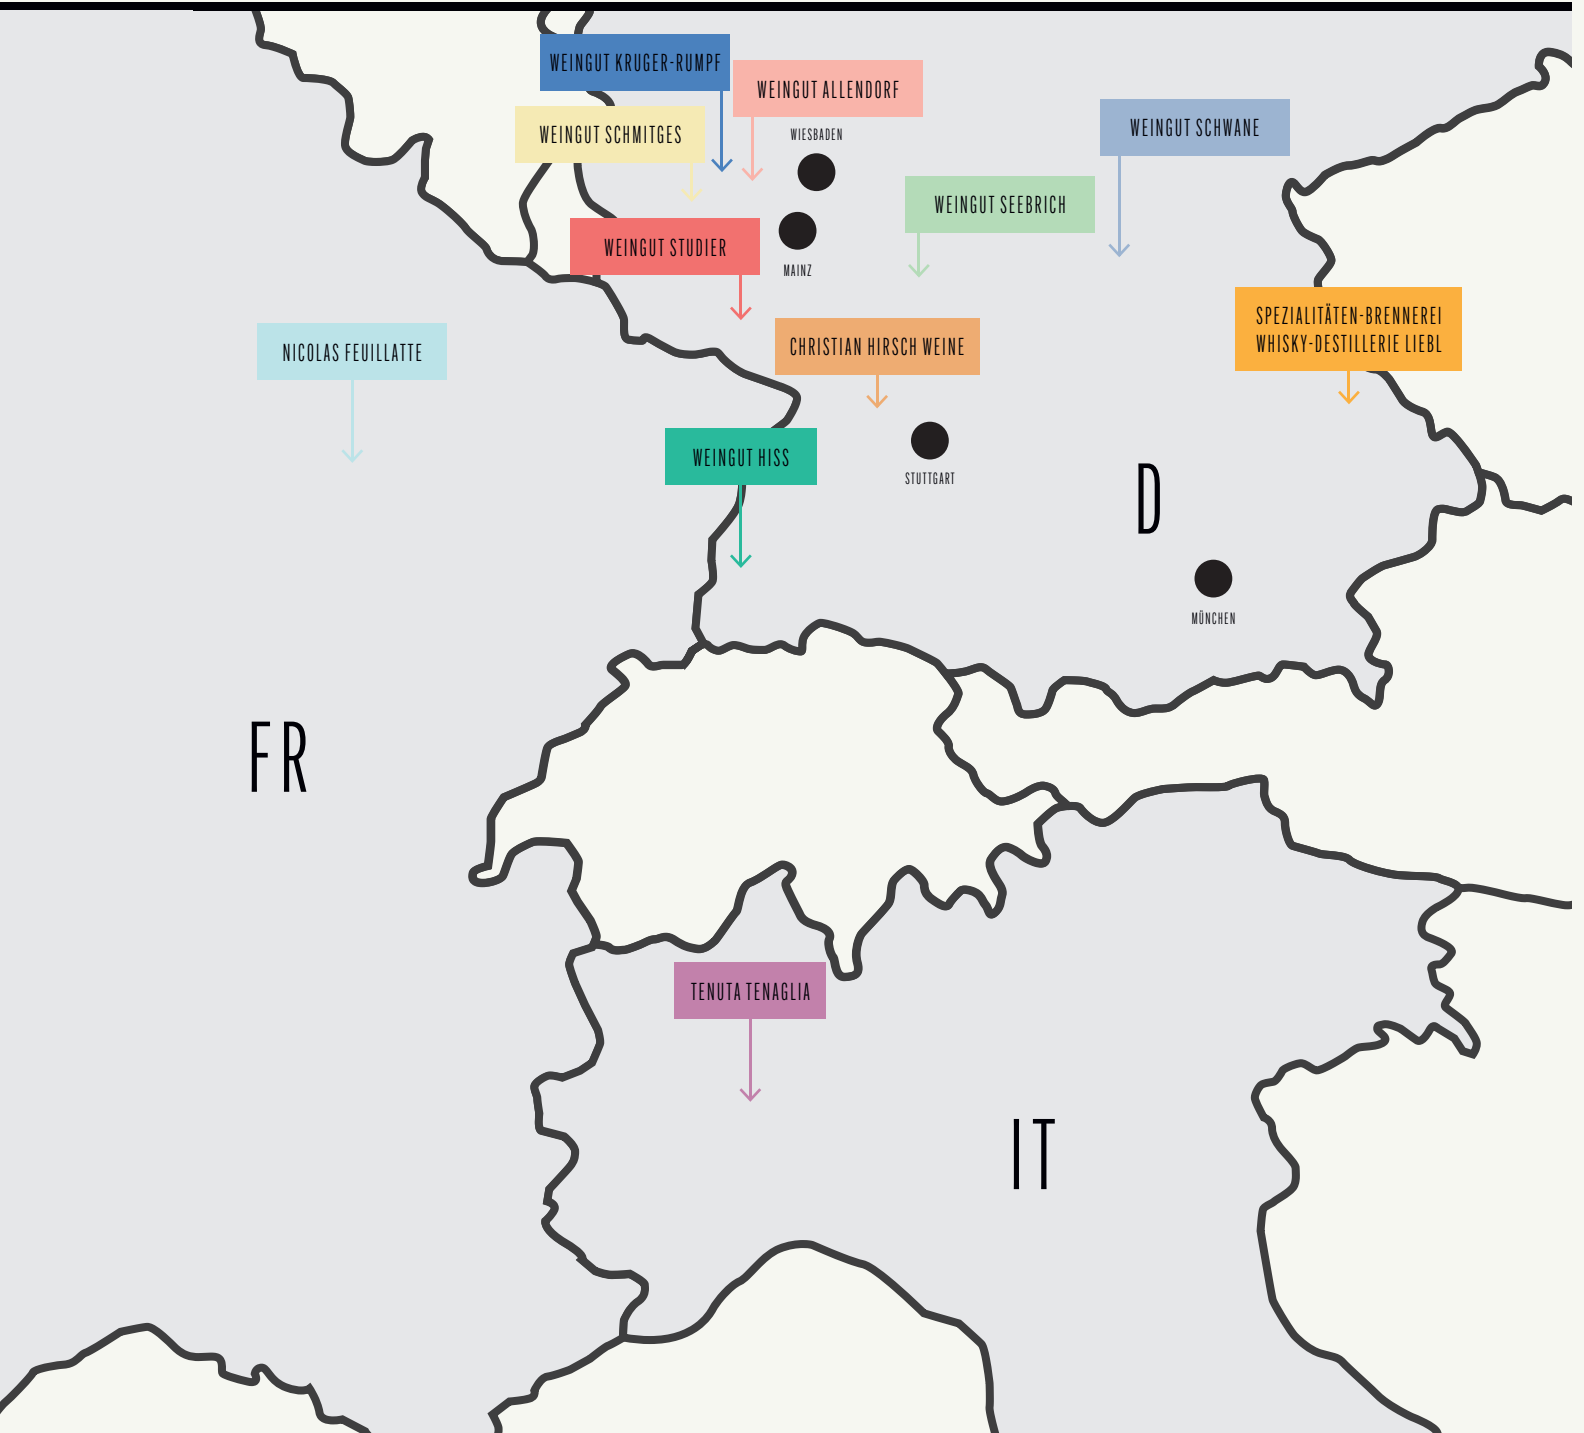 WEINGUT KRUGER-RUMPF
WEINGUT ALLENDORF
WEINGUT SCHMITGES
WIESBADEN
WEINGUT SCHWANE
WEINGUT SEEBRICH
WEINGUT STUDIER
MAINZ
SPEZIALITÄTEN-BRENNEREI
WHISKY-DESTILLERIE LIEBL
NICOLAS FEUILLATTE
CHRISTIAN HIRSCH WEINE
WEINGUT HISS
STUTTGART
D
MÜNCHEN
FR
TENUTA TENAGLIA
IT